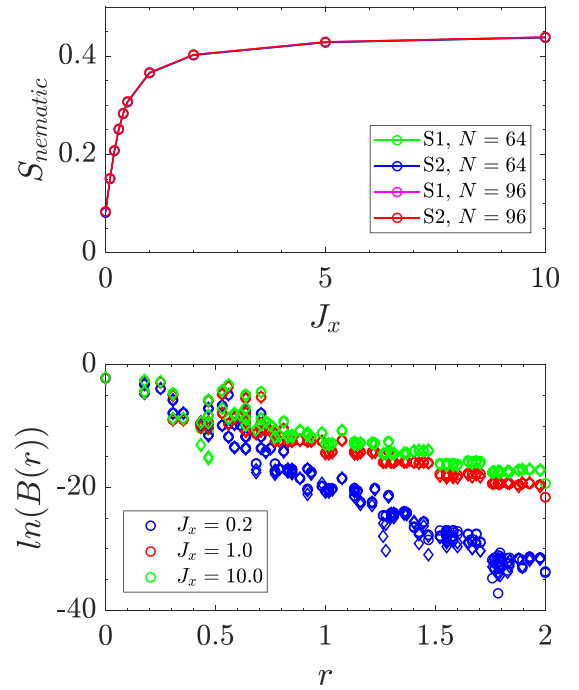 0.4
0.2
0
S_{nematic}
S1, N = 64
S2, N = 64
S1, N = 96
S2, N = 96
0 5 10
J_x
0
-20
-40
ln(B(r))
J_x = 0.2
J_x = 1.0
J_x = 10.0
0 0.5 1 1.5 2
r